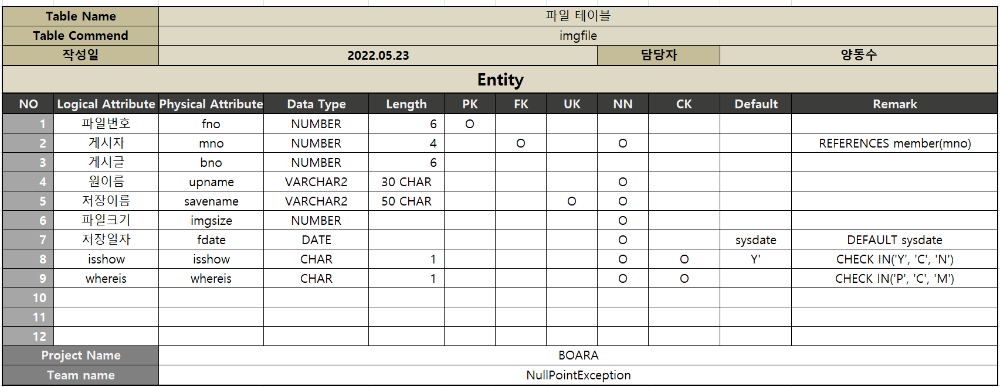 Table Name 파일 테이블
Table Commend imgfile
작성일 2022.05.23 담당자 양동수
Entity
NO Logical Attribute Physical Attribute Data Type Length PK FK UK NN CK Default Remark
1 파일번호 fno NUMBER 6 O
2 게시자 mno NUMBER 4 O O REFERENCES member(mno)
3 게시글 bno NUMBER 6
4 원이름 upname VARCHAR2 30 CHAR O
5 저장이름 savename VARCHAR2 50 CHAR O O
6 파일크기 imgsize NUMBER O
7 저장일자 fdate DATE O sysdate DEFAULT sysdate
8 isshow isshow CHAR 1 O O Y' CHECK IN('Y', 'C', 'N')
9 whereis whereis CHAR 1 O O CHECK IN('P', 'C', 'M')
10
11
12
Project Name BOARA
Team name NullPointException